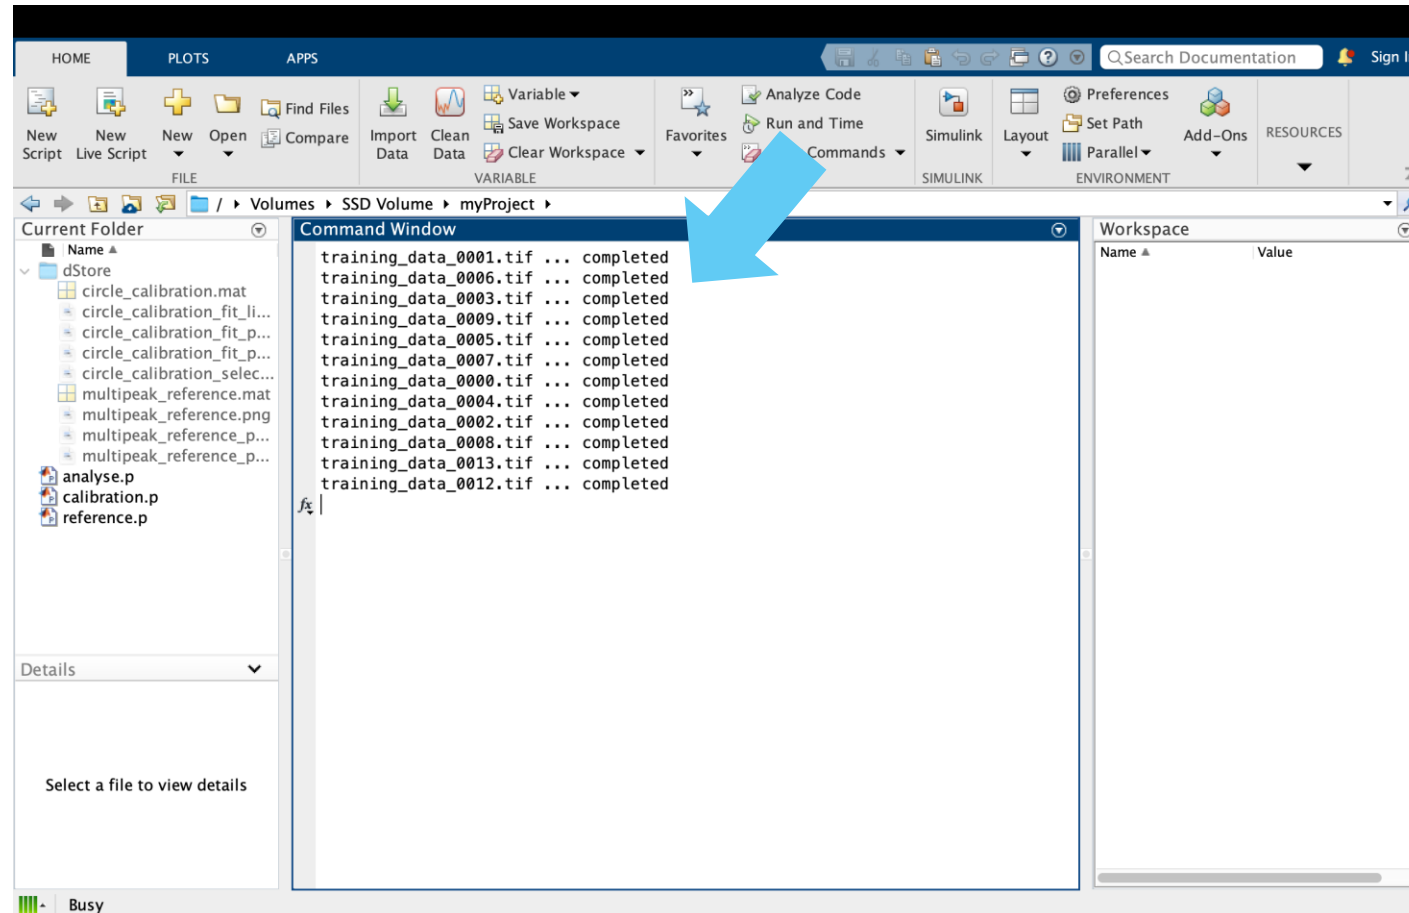 HOME PLOTS APPS Search Documentation Sign I
New Script
New Live Script
New
Open
Find Files
Compare
FILE
Import Data
Clean Data
Variable
Save Workspace
Clear Workspace
VARIABLE
Favorites
Analyze Code
Run and Time
Commands
Simulink
SIMULINK
Layout
Preferences
Set Path
Parallel
Add-Ons
ENVIRONMENT
RESOURCES
/ Volumes SSD Volume myProject
Current Folder
Name
dStore
circle_calibration.mat
circle_calibration_fit_li...
circle_calibration_fit_p...
circle_calibration_fit_p...
circle_calibration_selec...
multipeak_reference.mat
multipeak_reference.png
multipeak_reference_p...
multipeak_reference_p...
analyse.p
calibration.p
reference.p
Details
Select a file to view details
Command Window
training_data_0001.tif ... completed
training_data_0006.tif ... completed
training_data_0003.tif ... completed
training_data_0009.tif ... completed
training_data_0005.tif ... completed
training_data_0007.tif ... completed
training_data_0000.tif ... completed
training_data_0004.tif ... completed
training_data_0002.tif ... completed
training_data_0008.tif ... completed
training_data_0013.tif ... completed
training_data_0012.tif ... completed
fx
Workspace
Name Value
Busy